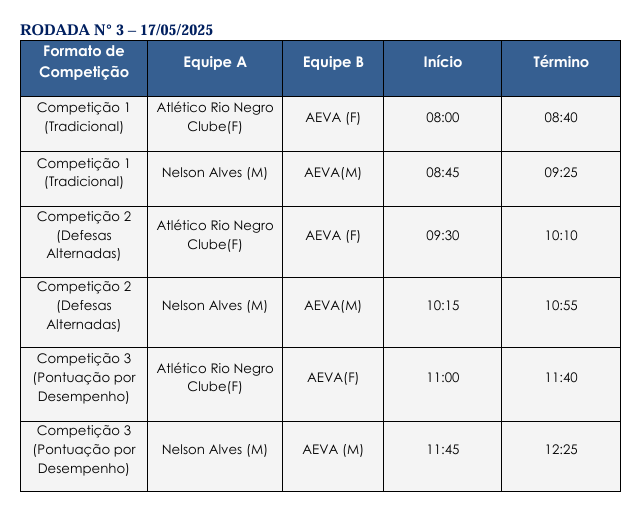 RODADA N° 3 – 17/05/2025
Formato de
Competição
Equipe A
Equipe B
Início
Término
Competição 1
(Tradicional)
Atlético Rio Negro
Clube(F)
AEVA (F)
08:00
08:40
Competição 1
(Tradicional)
Nelson Alves (M)
AEVA(M)
08:45
09:25
Competição 2
(Defesas
Alternadas)
Atlético Rio Negro
Clube(F)
AEVA (F)
09:30
10:10
Competição 2
(Defesas
Alternadas)
Nelson Alves (M)
AEVA(M)
10:15
10:55
Competição 3
(Pontuação por
Desempenho)
Atlético Rio Negro
Clube(F)
AEVA(F)
11:00
11:40
Competição 3
(Pontuação por
Desempenho)
Nelson Alves (M)
AEVA (M)
11:45
12:25